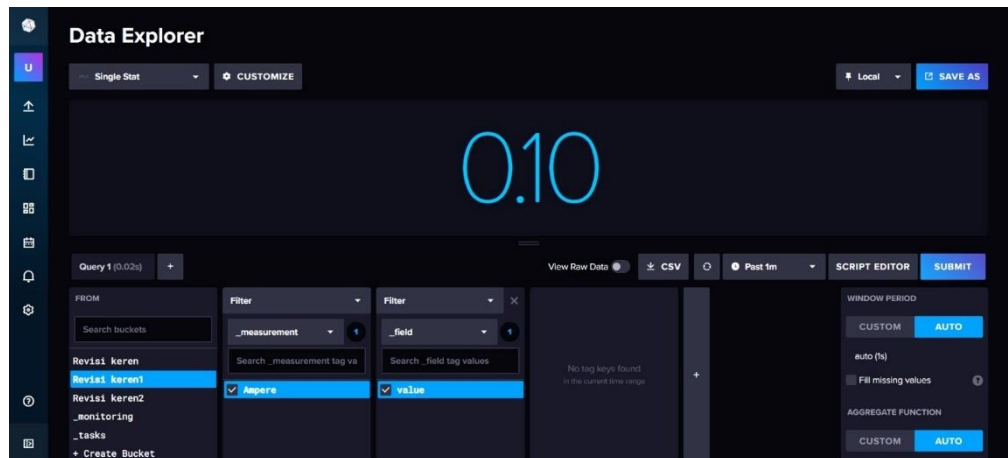 Data Explorer
U
Single Stat
CUSTOMIZE
Local
SAVE AS
0.10
Query 1 (0.02s)
+
View Raw Data
CSV
Past 1m
SCRIPT EDITOR
SUBMIT
FROM
Search buckets
Revisi keren
Revisi keren1
Revisi keren2
_monitoring
_tasks
+ Create Bucket
Filter
_measurement
1
Search _measurement tag va
Ampere
Filter
_field
1
Search _field tag values
value
No tag keys found
in the current time range
+
WINDOW PERIOD
CUSTOM
AUTO
auto (1s)
Fill missing values
?
AGGREGATE FUNCTION
CUSTOM
AUTO